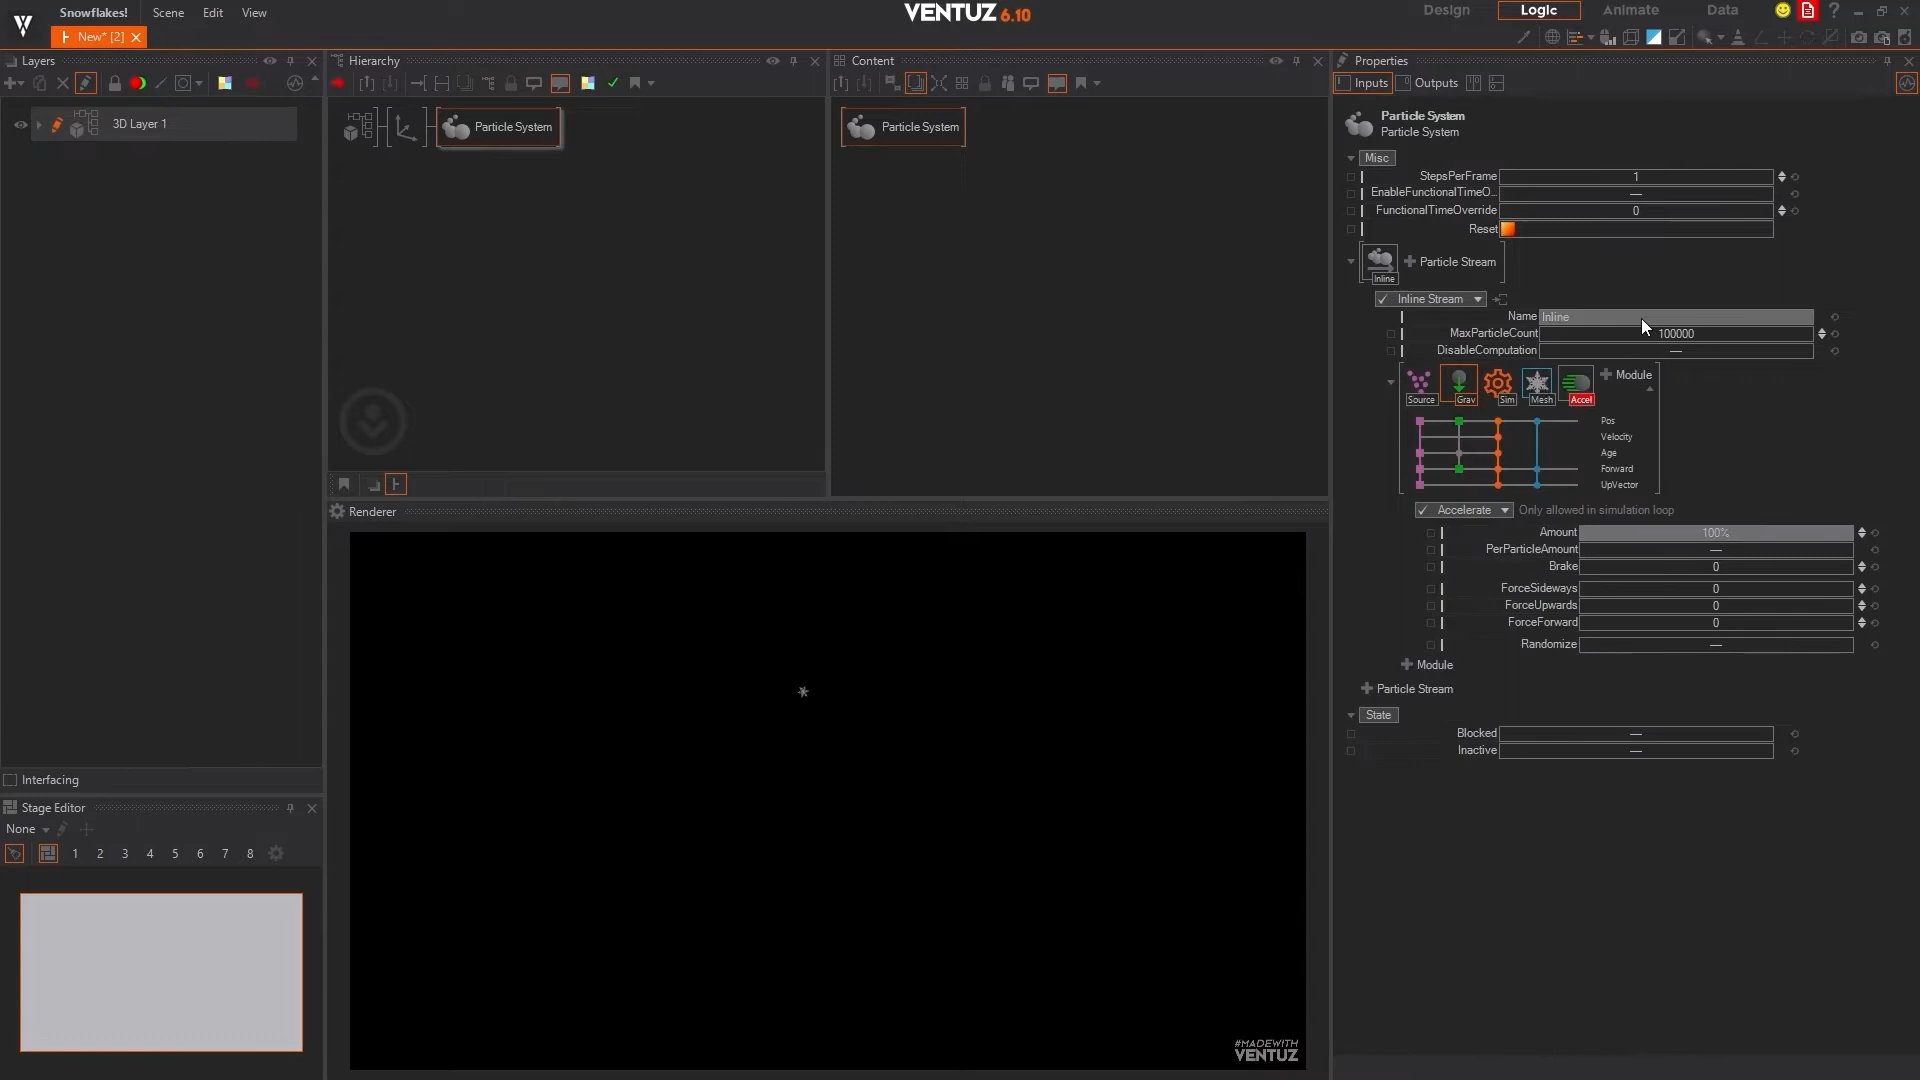 Snowflakes! Scene Edit View
VENTUZ 6.10
Design Logic Animate Data
New* [2]
Layers
3D Layer 1
Interfacing
Stage Editor
None
1 2 3 4 5 6 7 8
Hierarchy
Particle System
Content
Particle System
Renderer
#MADEWITH
VENTUZ
Properties
Inputs Outputs
Particle System
Particle System
Misc
StepsPerFrame 1
EnableFunctionalTimeO... —
FunctionalTimeOverride 0
Reset
Inline
Particle Stream
Inline Stream
Name Inline
MaxParticleCount 100000
DisableComputation —
Source Grav Sim Mesh Accel
Module
Pos
Velocity
Age
Forward
UpVector
Accelerate Only allowed in simulation loop
Amount 100%
PerParticleAmount —
Brake 0
ForceSideways 0
ForceUpwards 0
ForceForward 0
Randomize —
Module
Particle Stream
State
Blocked —
Inactive —